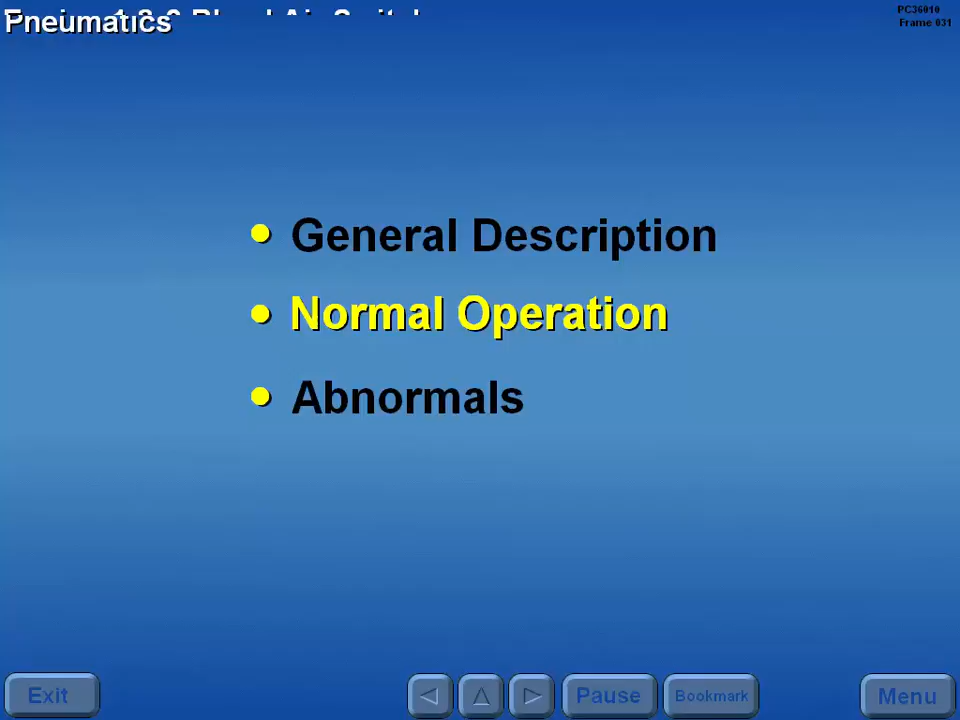 Pneumatics
PC36010
Frame 031
General Description
Normal Operation
Abnormals
Exit
Pause
Bookmark
Menu